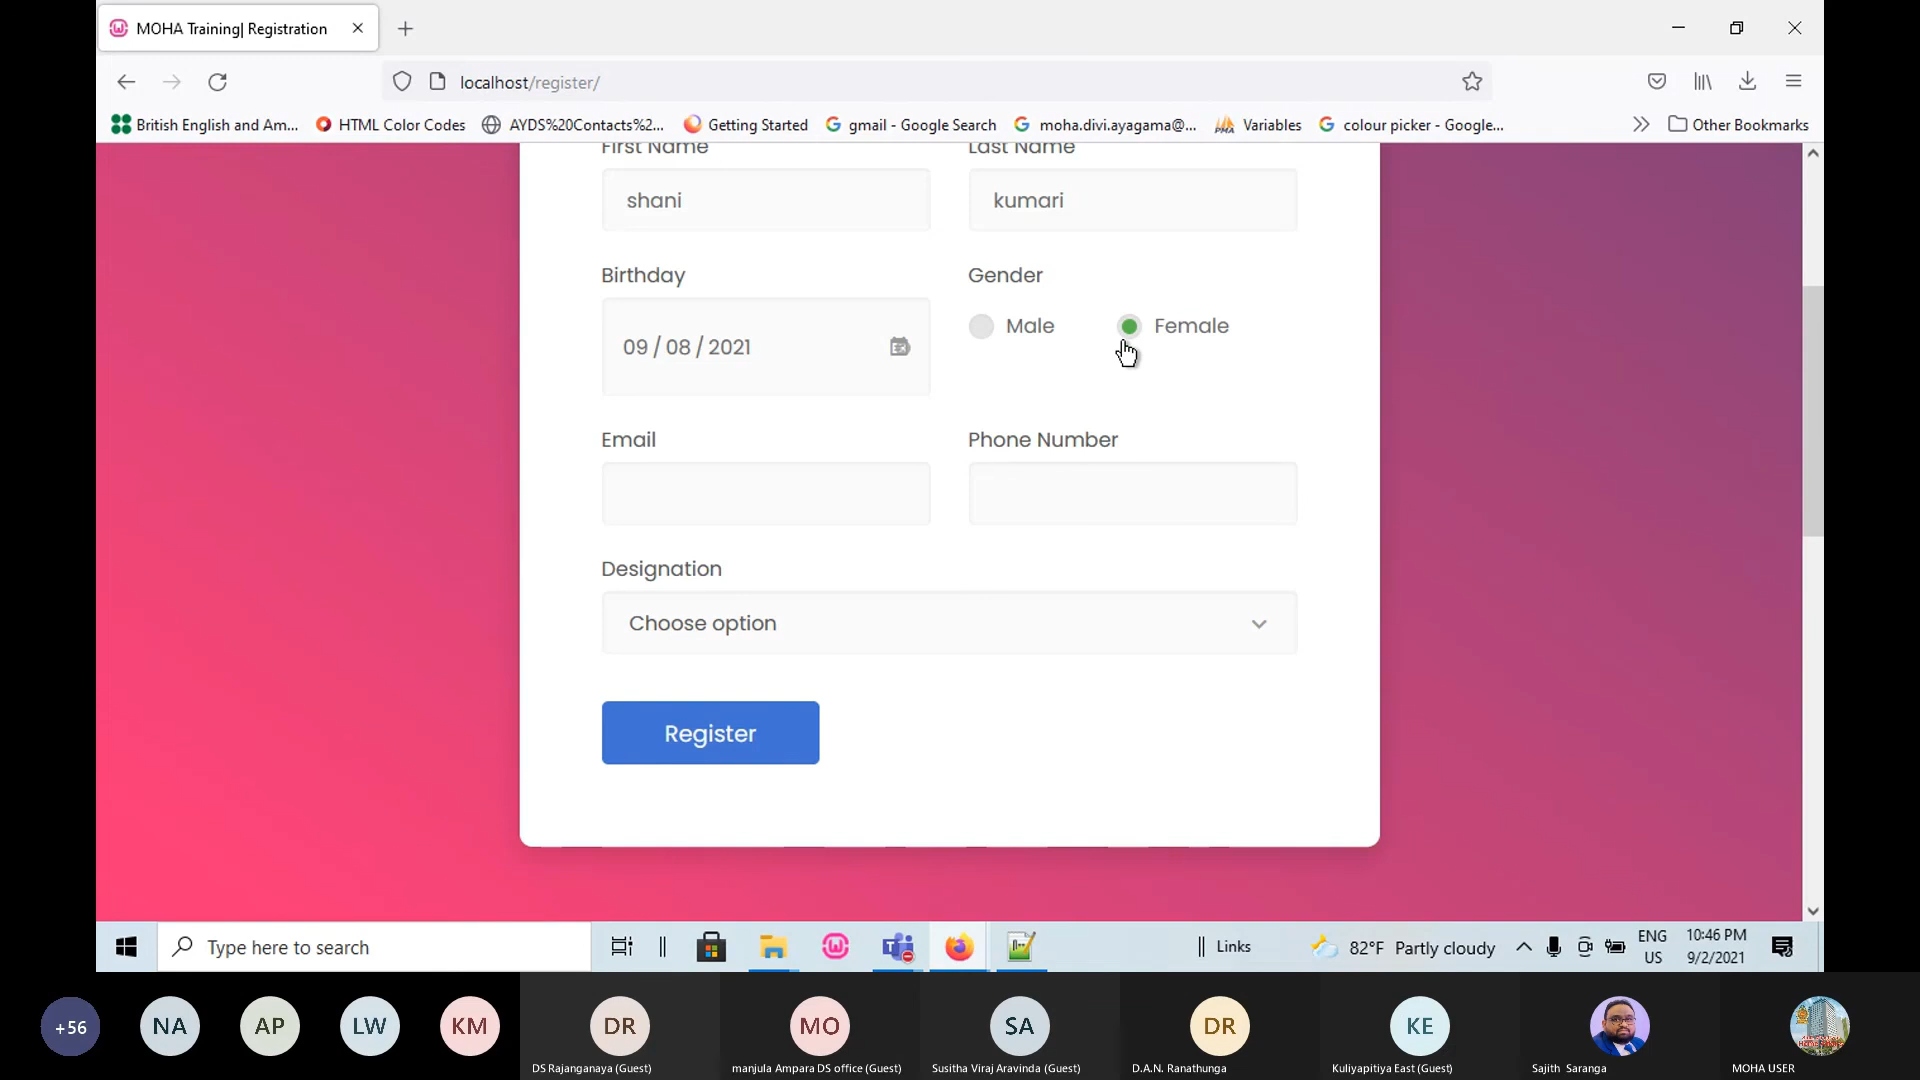 MOHA Training| Registration
localhost/register/
British English and Am...
HTML Color Codes
AYDS%20Contacts%2...
Getting Started
gmail - Google Search
moha.divi.ayagama@...
Variables
colour picker - Google...
Other Bookmarks
First Name
Last Name
shani
kumari
Birthday
Gender
09 / 08 / 2021
Male
Female
Email
Phone Number
Designation
Choose option
Register
Type here to search
Links
82°F Partly cloudy
ENG
US
10:46 PM
9/2/2021
+56
NA
AP
LW
KM
DR
MO
SA
DR
KE
DS Rajanganaya (Guest)
manjula Ampara DS office (Guest)
Susitha Viraj Aravinda (Guest)
D.A.N. Ranathunga
Kuliyapitiya East (Guest)
Sajith Saranga
MOHA USER